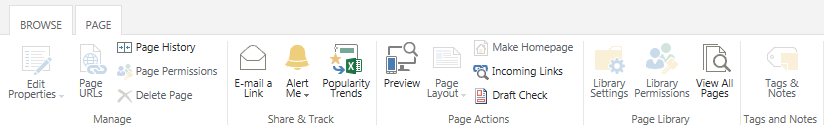 BROWSE PAGE
Edit
Properties
Page
URLs
Page History
Page Permissions
Delete Page
Manage
E-mail a
Link
Alert
Me
Popularity
Trends
Share & Track
Preview
Page
Layout
Make Homepage
Incoming Links
Draft Check
Page Actions
Library
Settings
Library
Permissions
View All
Pages
Page Library
Tags &
Notes
Tags and Notes